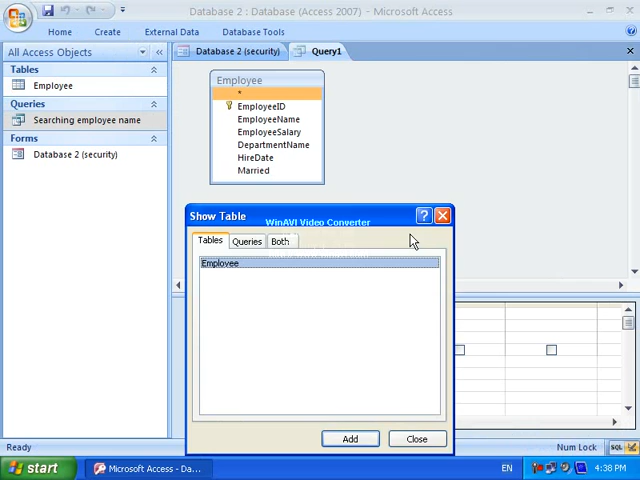 Database 2 : Database (Access 2007) - Microsoft Access
Home Create External Data Database Tools
All Access Objects
Database 2 (security) Query1
Tables
Employee
Queries
Searching employee name
Forms
Database 2 (security)
Employee
*
EmployeeID
EmployeeName
EmployeeSalary
DepartmentName
HireDate
Married
Show Table
WinAVI Video Converter
Tables Queries Both
Employee
Add Close
Ready
Num Lock
SQL
start
Microsoft Access - Da...
EN
4:38 PM